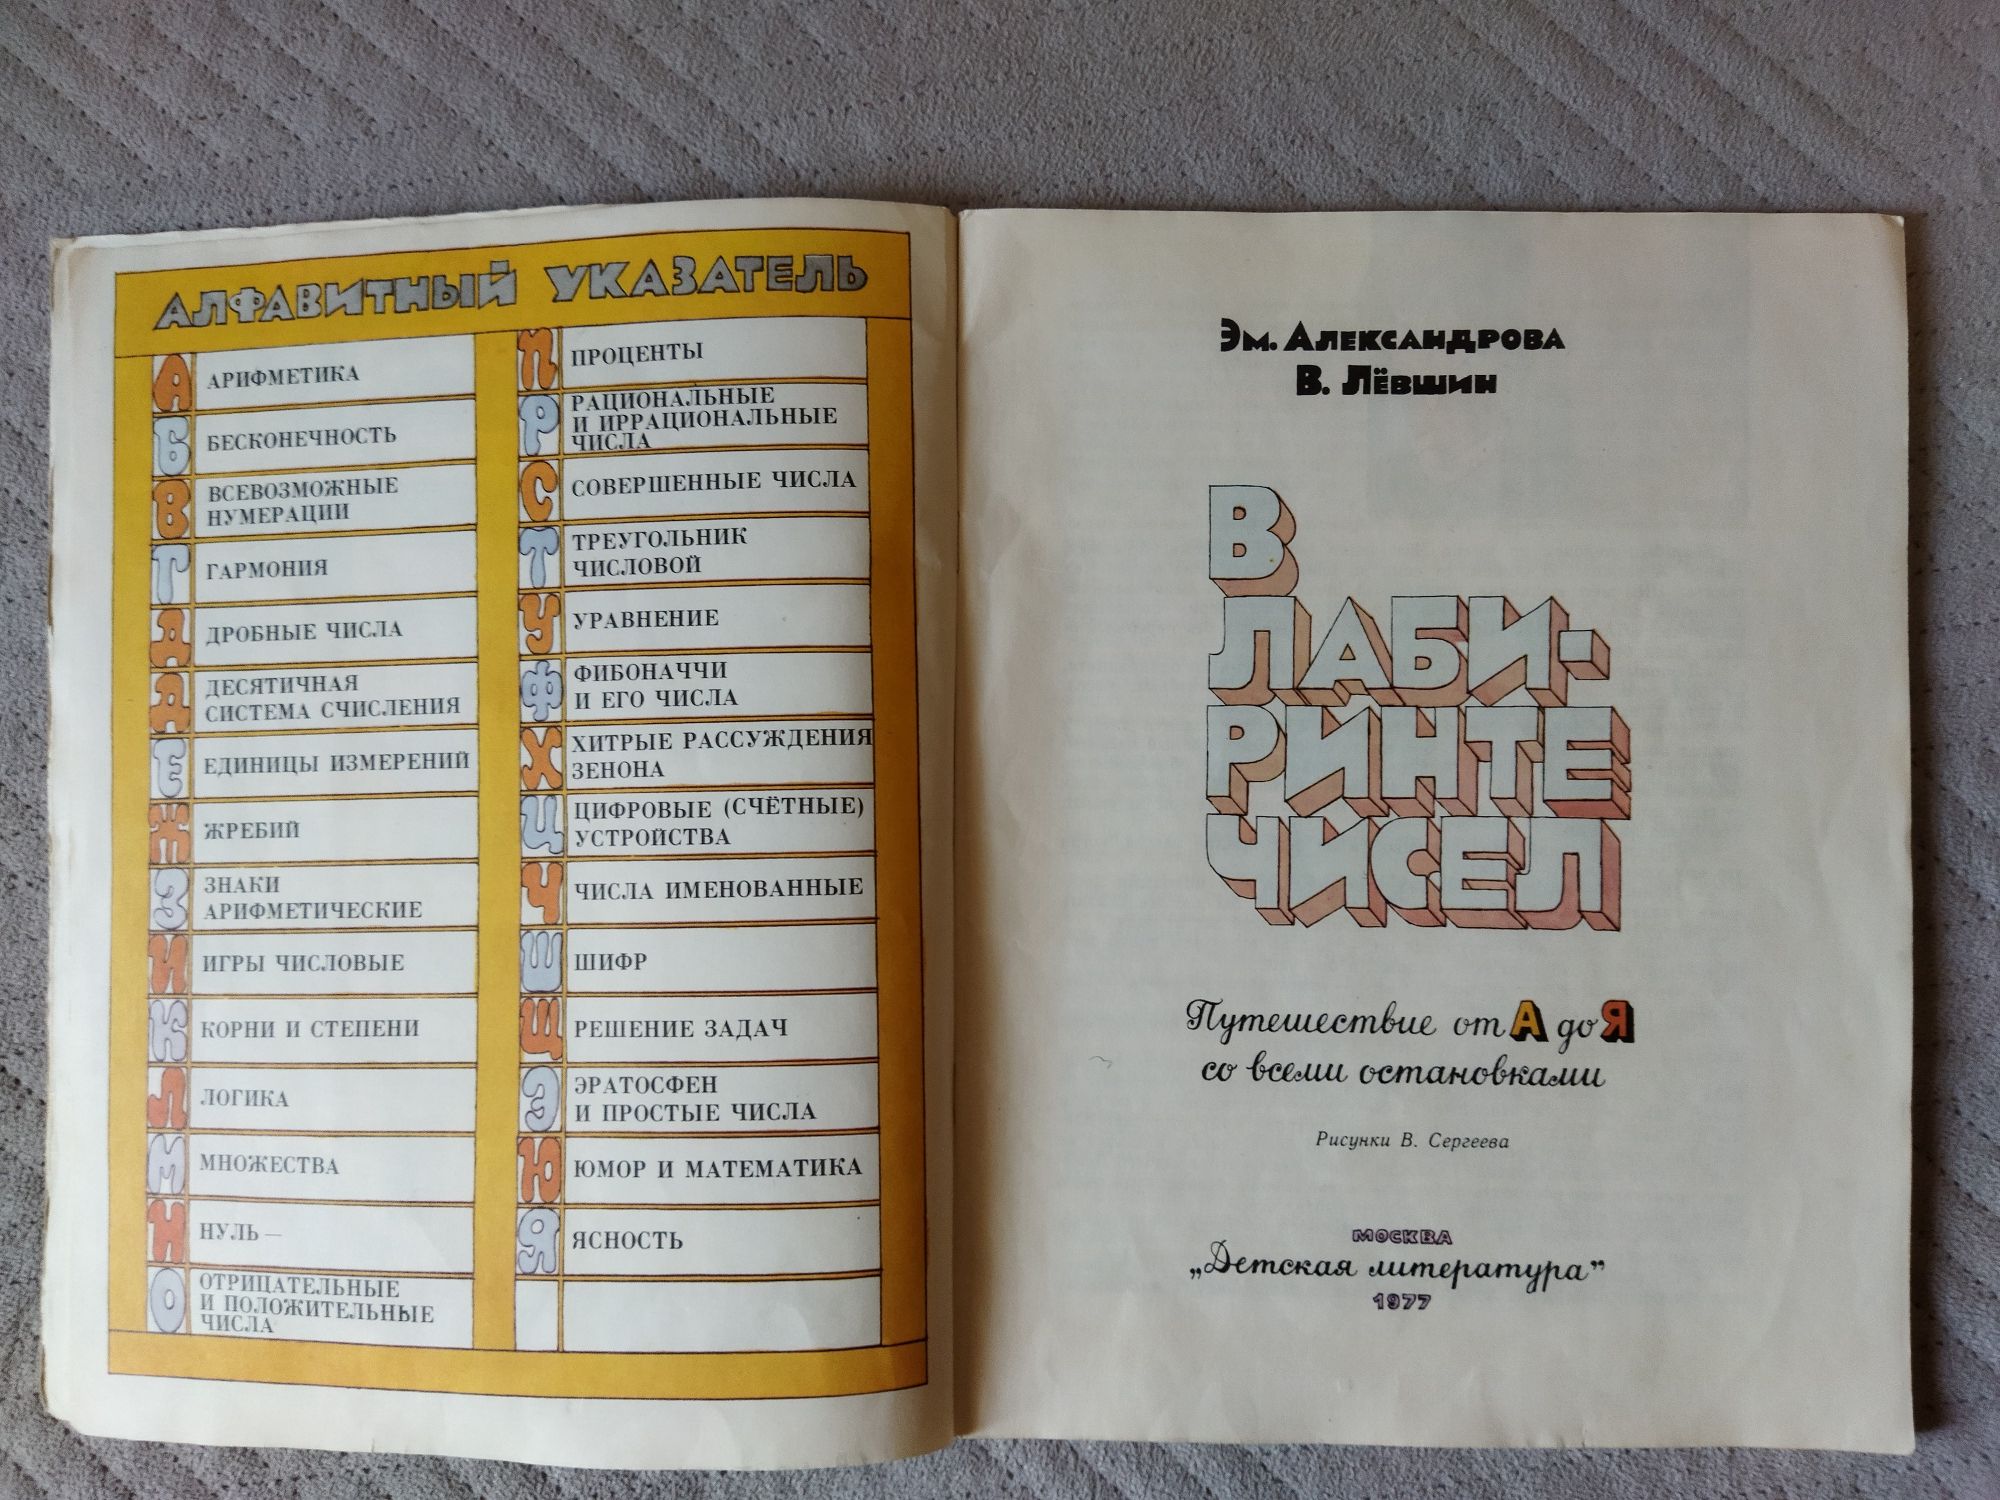 АЛФАВИТНЫЙ УКАЗАТЕЛЬ
А АРИФМЕТИКА
Б БЕСКОНЕЧНОСТЬ
В ВСЕВОЗМОЖНЫЕ
НУМЕРАЦИИ
Г ГАРМОНИЯ
Д ДРОБНЫЕ ЧИСЛА
Д ДЕСЯТИЧНАЯ
СИСТЕМА СЧИСЛЕНИЯ
Е ЕДИНИЦЫ ИЗМЕРЕНИЙ
Ж ЖРЕБИЙ
З ЗНАКИ
АРИФМЕТИЧЕСКИЕ
И ИГРЫ ЧИСЛОВЫЕ
К КОРНИ И СТЕПЕНИ
Л ЛОГИКА
М МНОЖЕСТВА
Н НУЛЬ —
О ОТРИЦАТЕЛЬНЫЕ
И ПОЛОЖИТЕЛЬНЫЕ
ЧИСЛА
П ПРОЦЕНТЫ
Р РАЦИОНАЛЬНЫЕ
И ИРРАЦИОНАЛЬНЫЕ
ЧИСЛА
С СОВЕРШЕННЫЕ ЧИСЛА
Т ТРЕУГОЛЬНИК
ЧИСЛОВОЙ
У УРАВНЕНИЕ
Ф ФИБОНАЧЧИ
И ЕГО ЧИСЛА
Х ХИТРЫЕ РАССУЖДЕНИЯ
ЗЕНОНА
Ц ЦИФРОВЫЕ (СЧЁТНЫЕ)
УСТРОЙСТВА
Ч ЧИСЛА ИМЕНОВАННЫЕ
Ш ШИФР
Щ РЕШЕНИЕ ЗАДАЧ
Э ЭРАТОСФЕН
И ПРОСТЫЕ ЧИСЛА
Ю ЮМОР И МАТЕМАТИКА
Я ЯСНОСТЬ
Эм. Александрова
В. Лёвшин
В
ЛАБИ-
РИНТЕ
ЧИСЕЛ
Путешествие от А до Я
со всеми остановками
Рисунки В. Сергеева
МОСКВА
„Детская литература”
1977